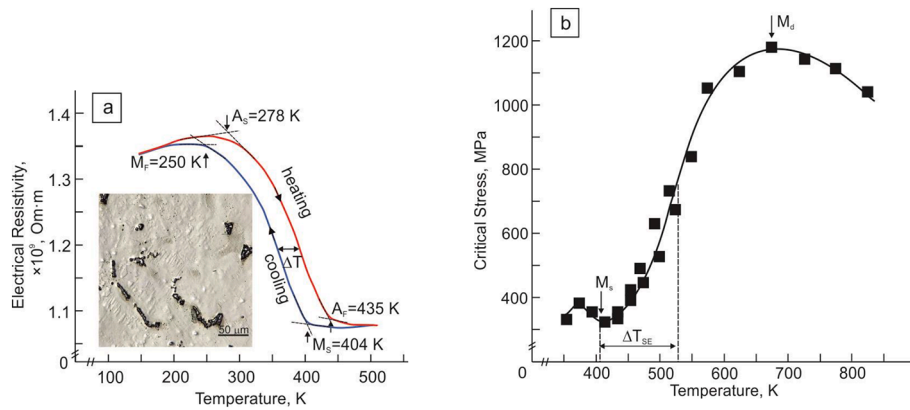 a
1.4
1.3
1.2
1.1
0
Electrical Resistivity,
×10⁹ Om·m
A_S=278 K
M_F=250 K
heating
cooling
ΔT
A_F=435 K
M_S=404 K
50 µm
100 200 300 400 500
Temperature, K
b
1200
1000
800
600
400
200
Critical Stress, MPa
M_d
M_s
ΔT_SE
0 400 500 600 700 800
Temperature, K